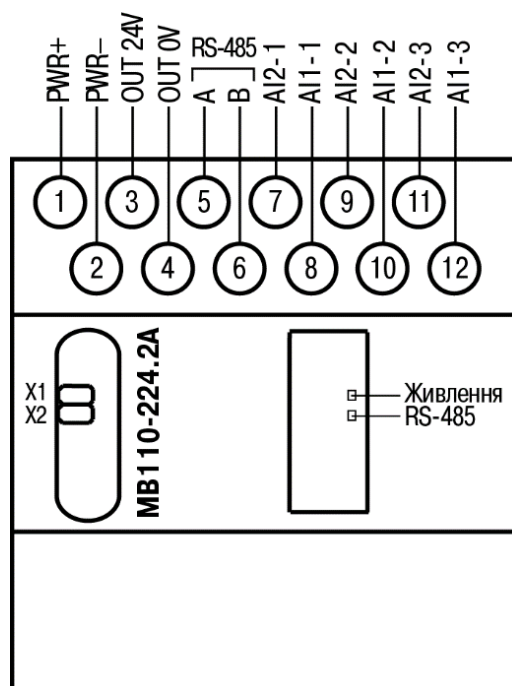 PWR+
PWR–
OUT 24V
OUT 0V
RS-485
A
B
AI2-1
AI1-1
AI2-2
AI1-2
AI2-3
AI1-3
1
3
5
7
9
11
2
4
6
8
10
12
X1
X2
МВ110-224.2А
Живлення
RS-485